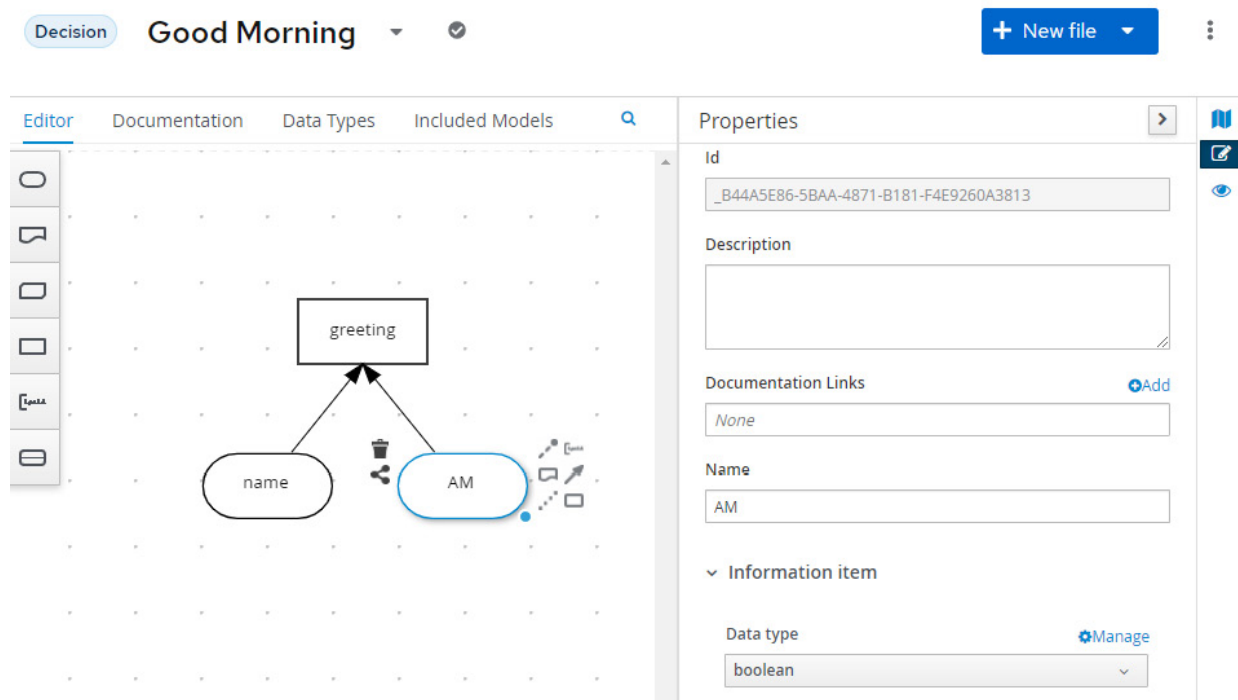 Decision Good Morning New file
Editor Documentation Data Types Included Models
Properties
Id
_B44A5E86-5BAA-4871-B181-F4E9260A3813
Description
greeting
Documentation Links Add
None
Name
name AM
AM
Information item
Data type Manage
boolean